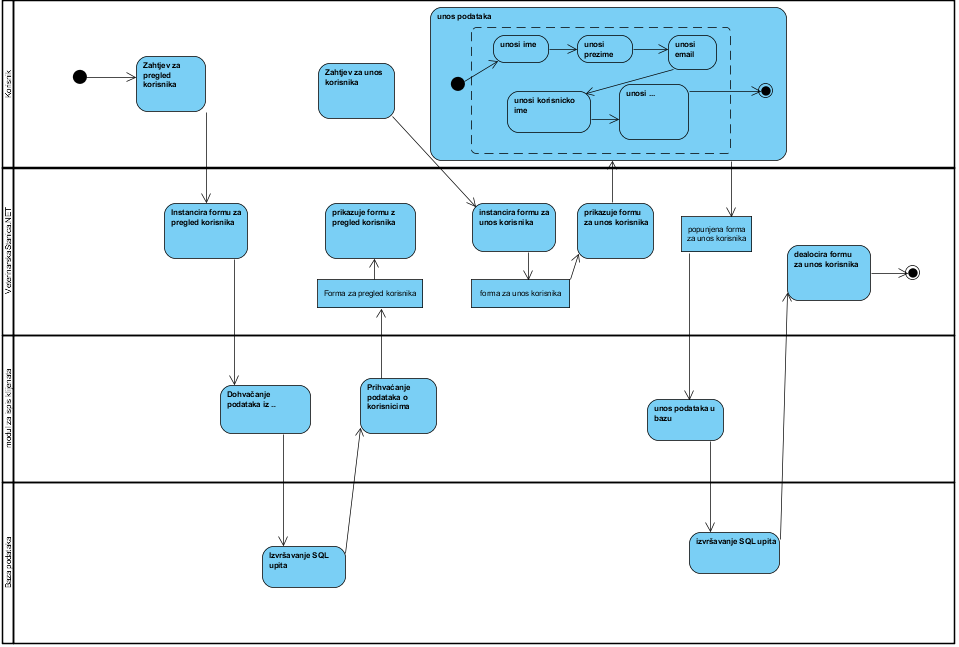 Korisnik
Zahtjev za
pregled
korisnika
Zahtjev za unos
korisnika
unos podataka
unosi ime
unosi
prezime
unosi
email
unosi korisnicko
ime
unosi ...
VeterinarskaStanica.NET
Instancira formu za
pregled korisnika
prikazuje formu z
pregled korisnika
Forma za pregled korisnika
instancira formu za
unos korisnika
forma za unos korisnika
prikazuje formu
za unos korisnika
popunjena forma
za unos korisnika
dealocira formu
za unos korisnika
modul za ispis klijenata
Dohvačanje
podataka iz ..
Prihvaćanje
podataka o
korisnicima
unos podataka u
bazu
Baza podataka
Izvršavanje SQL
upita
izvršavanje SQL upita